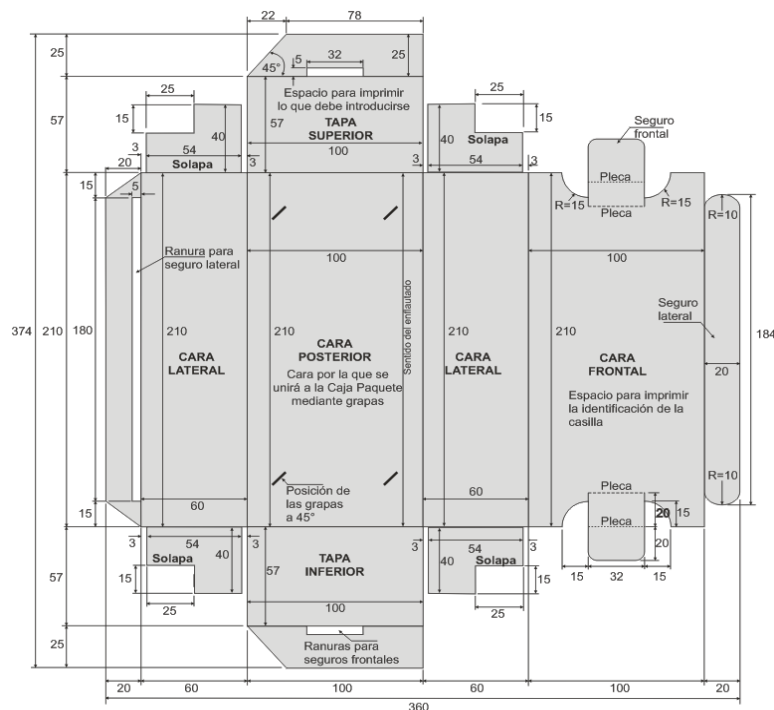 22
78
25
32
25
5
45°
Espacio para imprimir
lo que debe introducirse
TAPA
SUPERIOR
57
57
100
25
15
40
54
Solapa
3
20
3
25
15
40
Solapa
54
3
3
Seguro
frontal
Pleca
Pleca
R=15
R=15
R=10
15
5
Ranura para
seguro lateral
100
100
Sentido del enflautado
374
210
180
210
CARA
LATERAL
210
CARA
POSTERIOR
Cara por la que se
unirá a la Caja Paquete
mediante grapas
210
CARA
LATERAL
210
CARA
FRONTAL
Espacio para imprimir
la identificación de la
casilla
Seguro
lateral
184
20
60
Posición de
las grapas
a 45°
60
R=10
Pleca
Pleca
20
15
20
15
32
15
15
3
54
Solapa
40
15
25
3
57
57
TAPA
INFERIOR
100
3
54
40
Solapa
3
15
25
25
Ranuras para
seguros frontales
20
60
100
60
100
20
360